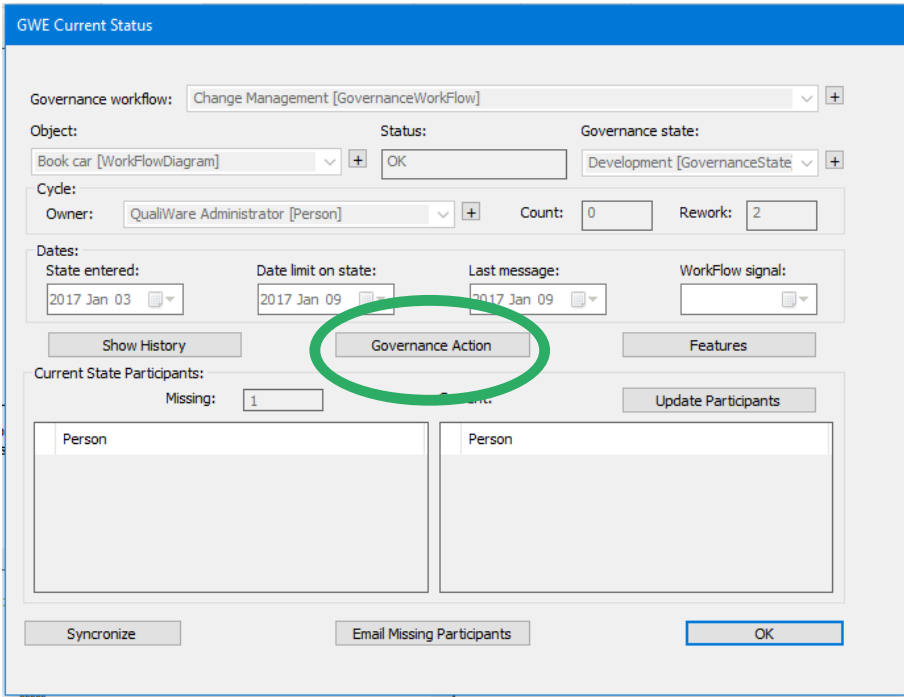 GWE Current Status
Governance workflow: Change Management [GovernanceWorkFlow] +
Object: Status: Governance state:
Book car [WorkFlowDiagram] + OK Development [GovernanceState +
Cycle:
Owner: QualiWare Administrator [Person] + Count: 0 Rework: 2
Dates:
State entered: Date limit on state: Last message: WorkFlow signal:
2017 Jan 03 2017 Jan 09 2017 Jan 09
Show History Governance Action Features
Current State Participants:
Missing: 1 Update Participants
Person Person
Syncronize Email Missing Participants OK